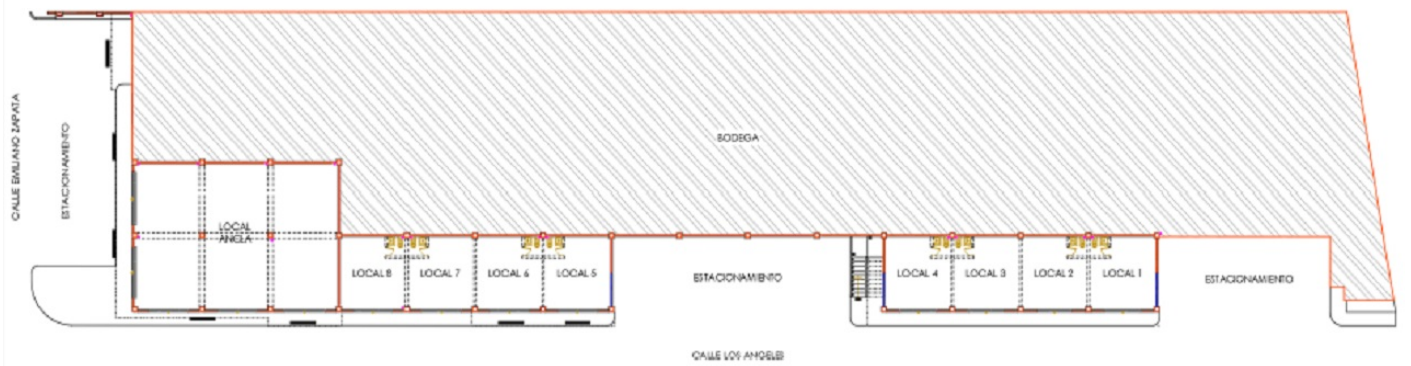 CALLE EMILIANO ZAPATA
ESTACIONAMIENTO
BODEGA
LOCAL
ANCLA
LOCAL 8
LOCAL 7
LOCAL 6
LOCAL 5
ESTACIONAMIENTO
LOCAL 4
LOCAL 3
LOCAL 2
LOCAL 1
ESTACIONAMIENTO
CALLE LOS ANGELES